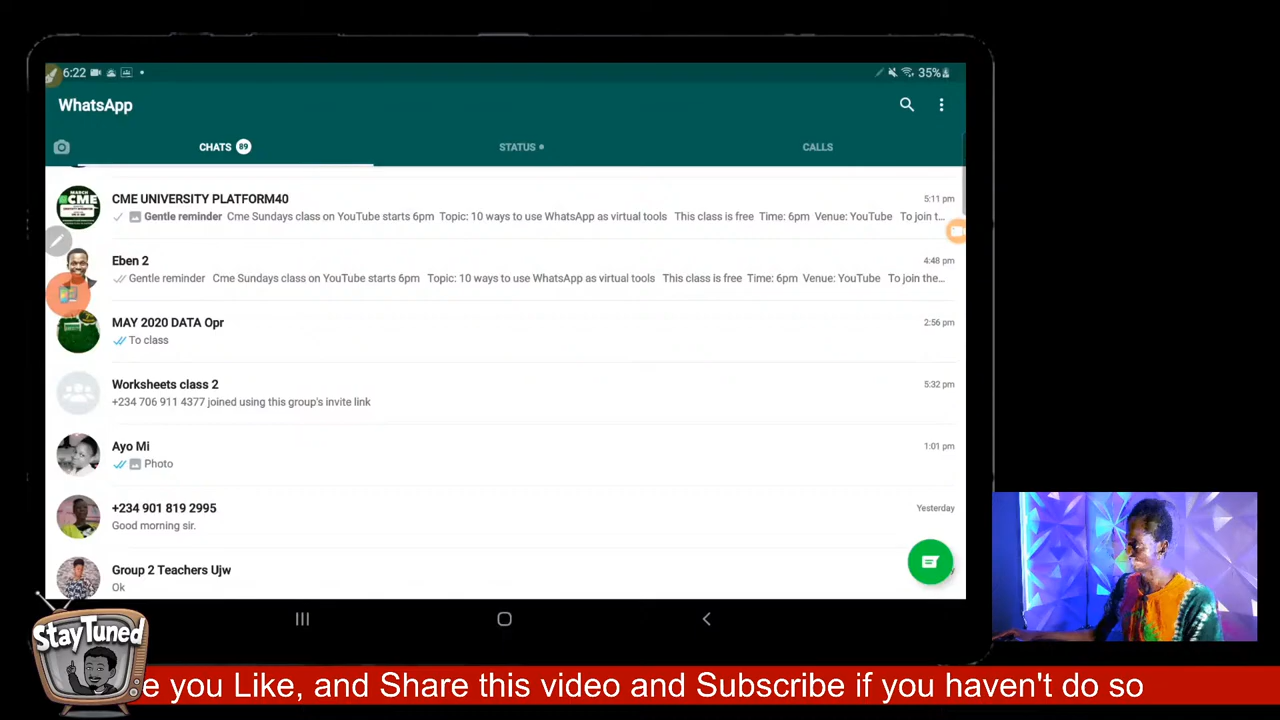 6:22
35%
WhatsApp
CHATS 89
STATUS
CALLS
CME UNIVERSITY PLATFORM40
5:11 pm
Gentle reminder Cme Sundays class on YouTube starts 6pm Topic: 10 ways to use WhatsApp as virtual tools This class is free Time: 6pm Venue: YouTube To join t...
Eben 2
4:48 pm
Gentle reminder Cme Sundays class on YouTube starts 6pm Topic: 10 ways to use WhatsApp as virtual tools This class is free Time: 6pm Venue: YouTube To join the...
MAY 2020 DATA Opr
2:56 pm
To class
Worksheets class 2
5:32 pm
+234 706 911 4377 joined using this group's invite link
Ayo Mi
1:01 pm
Photo
+234 901 819 2995
Yesterday
Good morning sir.
Group 2 Teachers Ujw
Ok
StayTuned
e you Like, and Share this video and Subscribe if you haven't do so